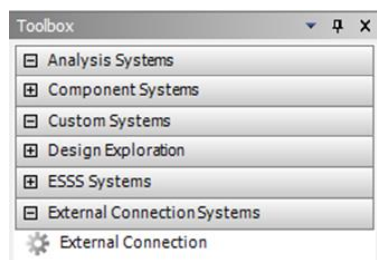 Toolbox
Analysis Systems
Component Systems
Custom Systems
Design Exploration
ESSS Systems
External Connection Systems
External Connection